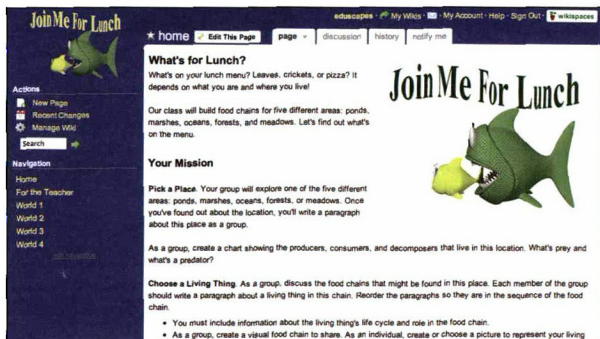 Join Me For Lunch
eduscapes · My Wikis · · My Account · Help · Sign Out · wikispaces
home Edit This Page page discussion history notify me
Actions
New Page
Recent Changes
Manage Wiki
Search
Navigation
Home
For the Teacher
World 1
World 2
World 3
World 4
What's for Lunch?
What's on your lunch menu? Leaves, crickets, or pizza? It
depends on what you are and where you live!
Our class will build food chains for five different areas: ponds,
marshes, oceans, forests, and meadows. Let's find out what's
on the menu.
Join Me For Lunch
Your Mission
Pick a Place. Your group will explore one of the five different
areas: ponds, marshes, oceans, forests, or meadows. Once
you've found out about the location, you'll write a paragraph
about this place as a group.
As a group, create a chart showing the producers, consumers, and decomposers that live in this location. What's prey and
what's a predator?
Choose a Living Thing. As a group, discuss the food chains that might be found in this place. Each member of the group
should write a paragraph about a living thing in this chain. Reorder the paragraphs so they are in the sequence of the food
chain.
• You must include information about the living thing's life cycle and role in the food chain.
• As a group, create a visual food chain to share. As an individual, create or choose a picture to represent your living